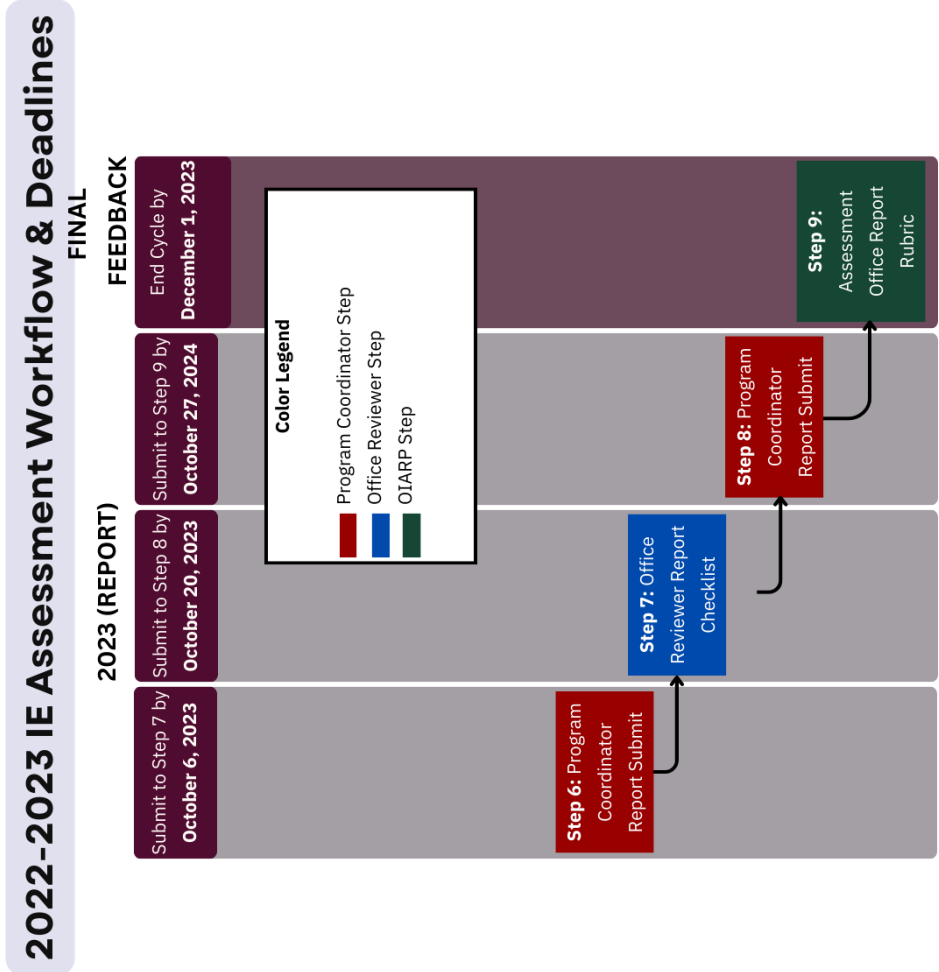 2022-2023 IE Assessment Workflow & Deadlines
2023 (REPORT)
FINAL
FEEDBACK
Submit to Step 7 by
October 6, 2023
Submit to Step 8 by
October 20, 2023
Submit to Step 9 by
October 27, 2024
End Cycle by
December 1, 2023
Color Legend
Program Coordinator Step
Office Reviewer Step
OIARP Step
Step 6: Program
Coordinator
Report Submit
Step 7: Office
Reviewer Report
Checklist
Step 8: Program
Coordinator
Report Submit
Step 9:
Assessment
Office Report
Rubric